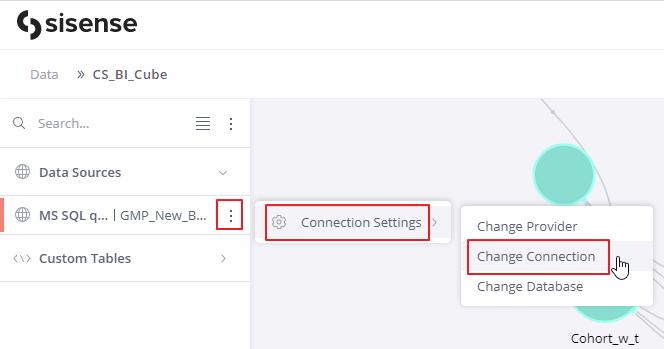 sisense
Data » CS_BI_Cube
Search...
Data Sources
MS SQL q... | GMP_New_B...
Custom Tables
Connection Settings
Change Provider
Change Connection
Change Database
Cohort_w_t